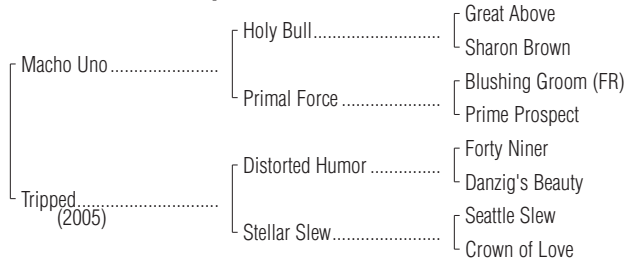 Great Above
Holy Bull
Sharon Brown
Macho Uno
Blushing Groom (FR)
Primal Force
Prime Prospect
Forty Niner
Distorted Humor
Danzig's Beauty
Tripped
(2005)
Seattle Slew
Stellar Slew
Crown of Love